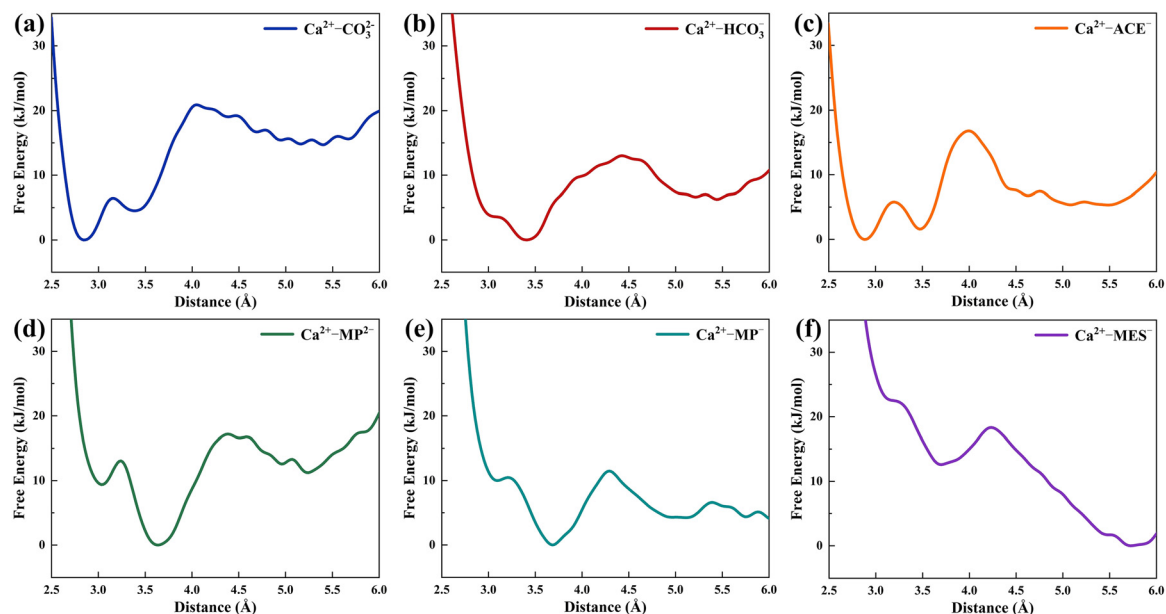 (a)
Ca²⁺−CO₃²⁻
Free Energy (kJ/mol)
30
20
10
0
2.5 3.0 3.5 4.0 4.5 5.0 5.5 6.0
Distance (Å)
(b)
Ca²⁺−HCO₃⁻
Free Energy (kJ/mol)
30
20
10
0
2.5 3.0 3.5 4.0 4.5 5.0 5.5 6.0
Distance (Å)
(c)
Ca²⁺−ACE⁻
Free Energy (kJ/mol)
30
20
10
0
2.5 3.0 3.5 4.0 4.5 5.0 5.5 6.0
Distance (Å)
(d)
Ca²⁺−MP²⁻
Free Energy (kJ/mol)
30
20
10
0
2.5 3.0 3.5 4.0 4.5 5.0 5.5 6.0
Distance (Å)
(e)
Ca²⁺−MP⁻
Free Energy (kJ/mol)
30
20
10
0
2.5 3.0 3.5 4.0 4.5 5.0 5.5 6.0
Distance (Å)
(f)
Ca²⁺−MES⁻
Free Energy (kJ/mol)
30
20
10
0
2.5 3.0 3.5 4.0 4.5 5.0 5.5 6.0
Distance (Å)